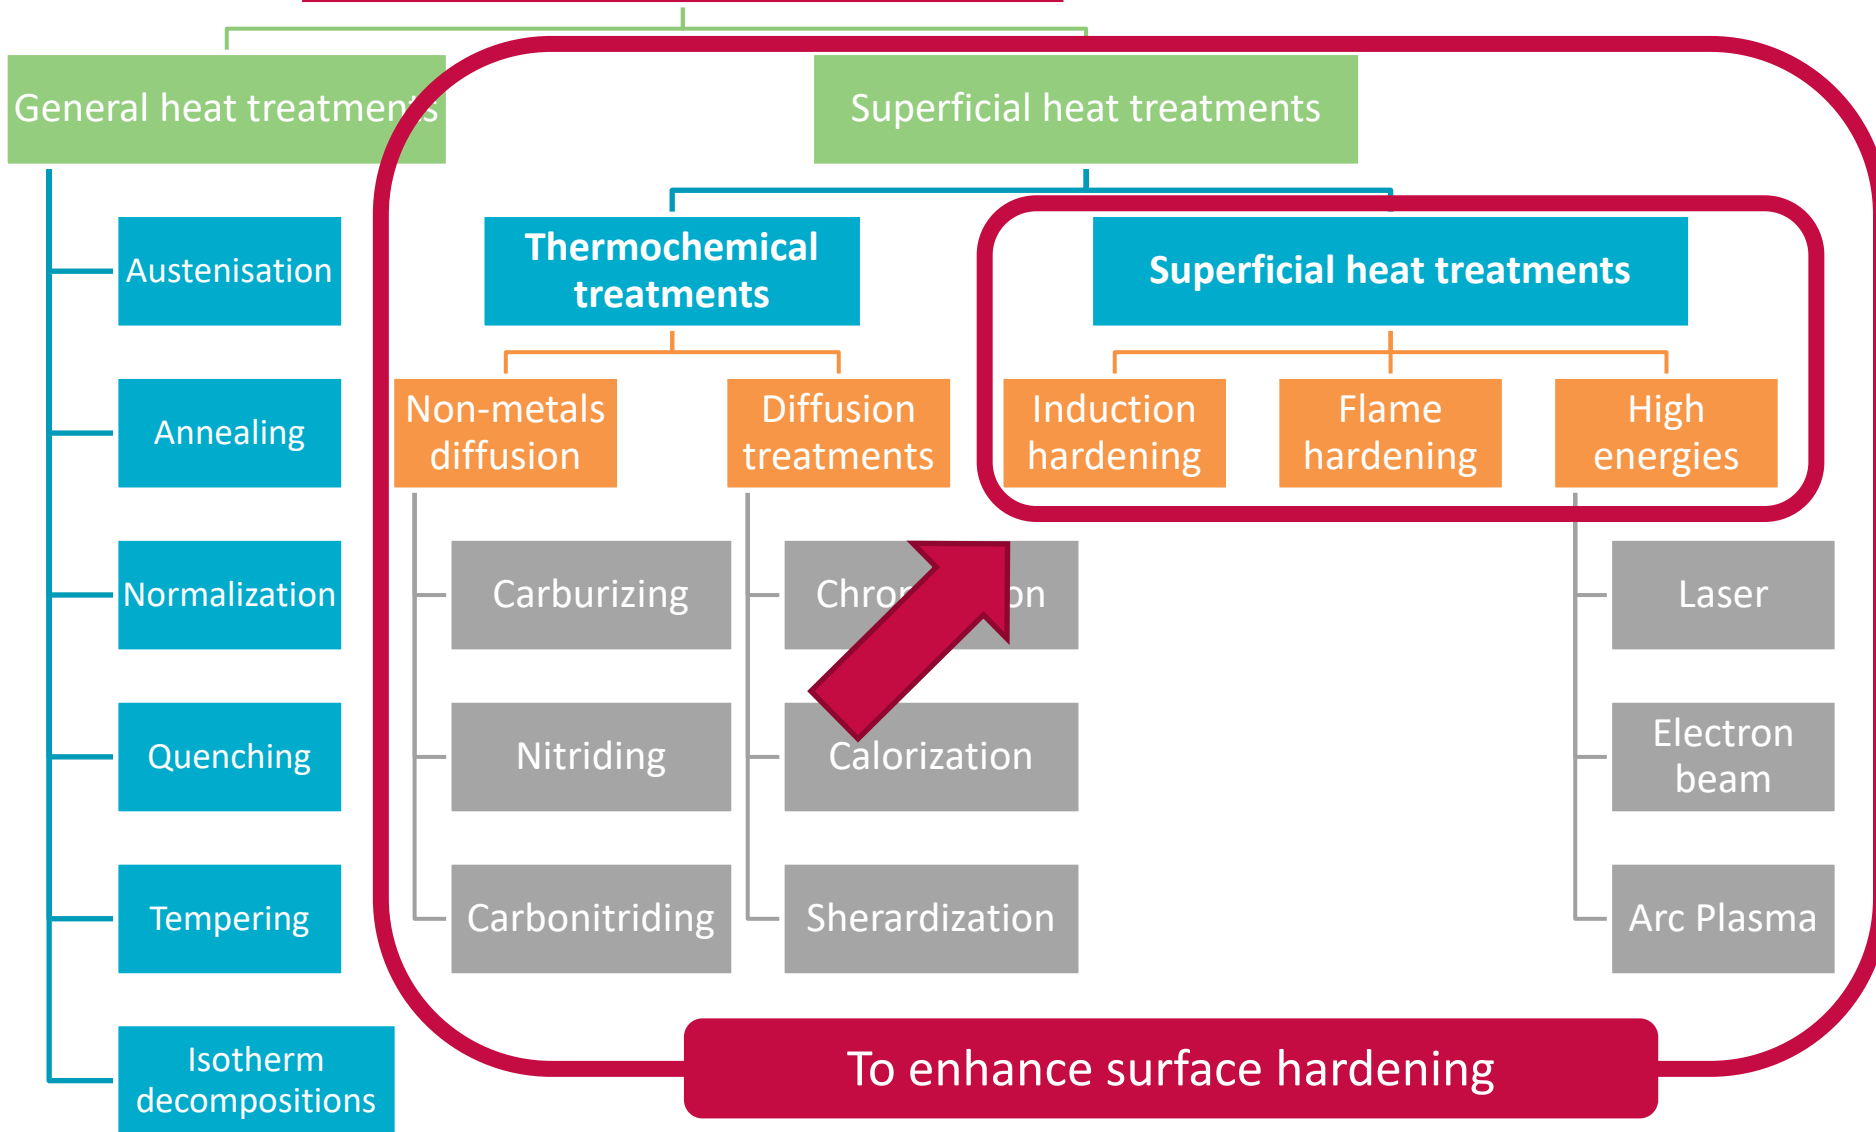 General heat treatments
Superficial heat treatments
Thermochemical
treatments
Superficial heat treatments
Non-metals
diffusion
Diffusion
treatments
Induction
hardening
Flame
hardening
High
energies
Austenisation
Annealing
Normalization
Quenching
Tempering
Isotherm
decompositions
Carburizing
Nitriding
Carbonitriding
Calorization
Sherardization
Laser
Electron
beam
Arc Plasma
To enhance surface hardening